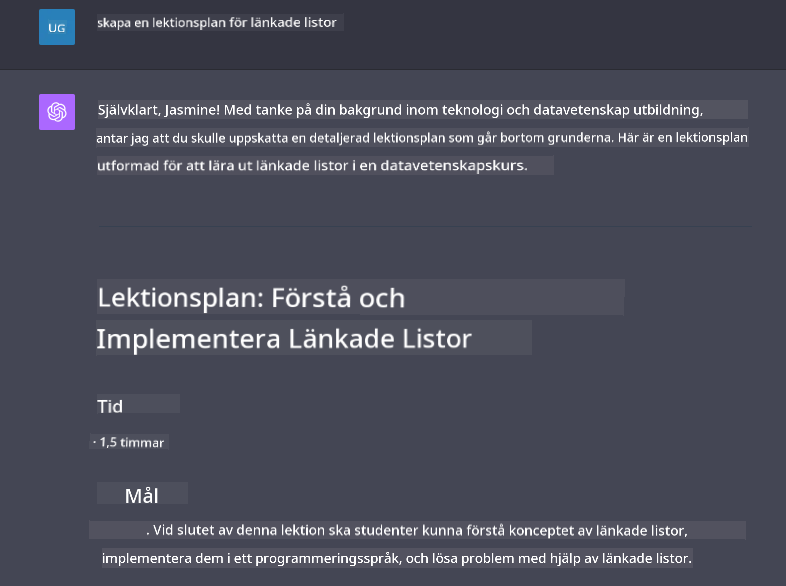 UG
skapa en lektionsplan för länkade listor
Självklart, Jasmine! Med tanke på din bakgrund inom teknologi och datavetenskap utbildning,
antar jag att du skulle uppskatta en detaljerad lektionsplan som går bortom grunderna. Här är en lektionsplan
utformad för att lära ut länkade listor i en datavetenskapskurs.
Lektionsplan: Förstå och
Implementera Länkade Listor
Tid
· 1,5 timmar
Mål
. Vid slutet av denna lektion ska studenter kunna förstå konceptet av länkade listor,
implementera dem i ett programmeringsspråk, och lösa problem med hjälp av länkade listor.